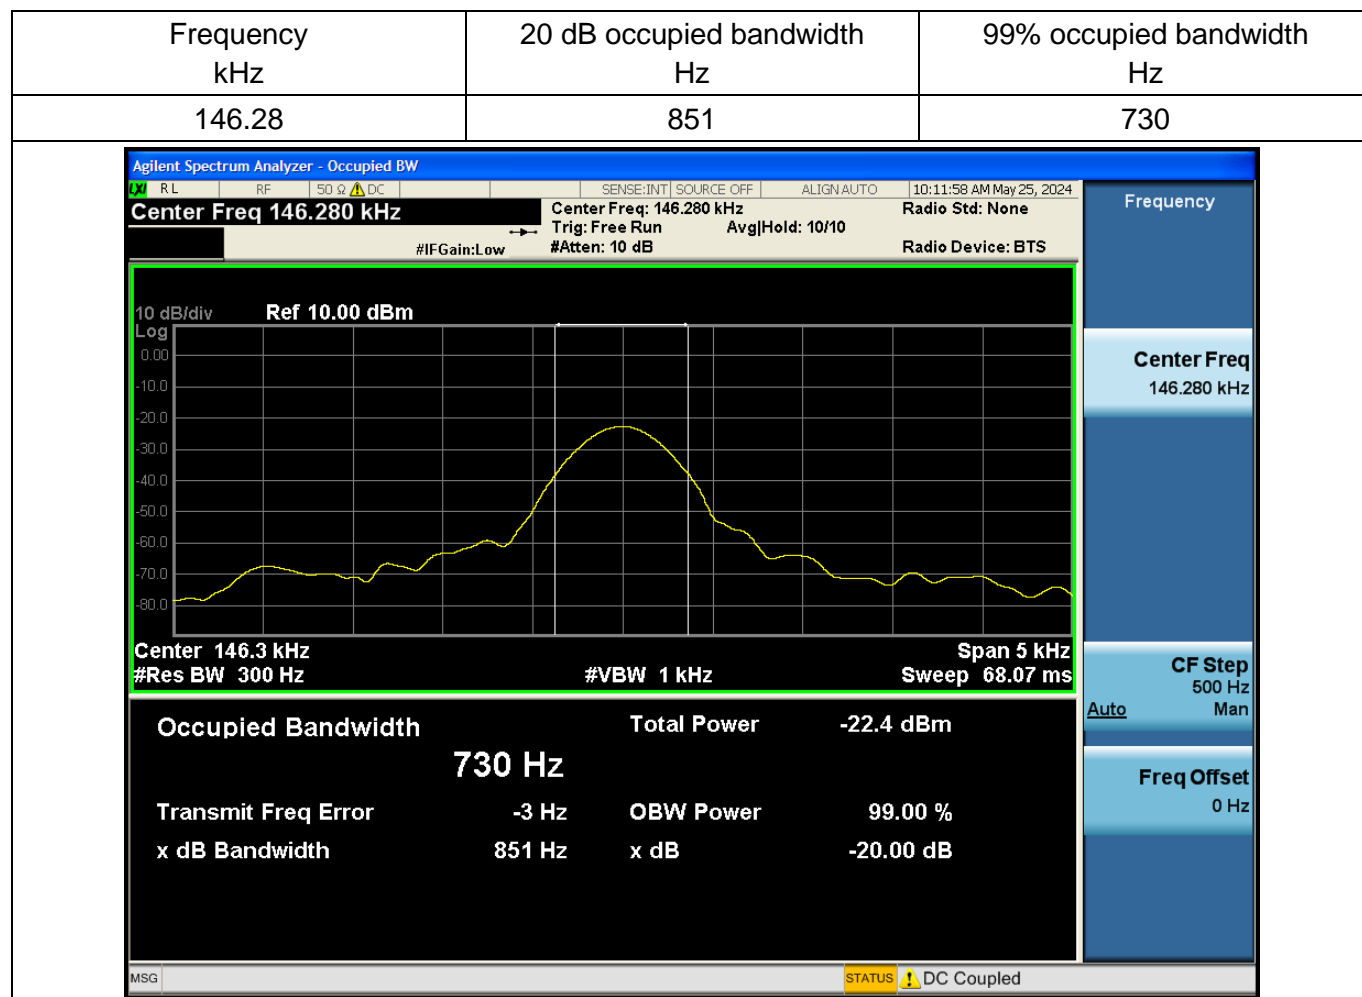 Frequency kHz 20 dB occupied bandwidth Hz 99% occupied bandwidth Hz
146.28 851 730
Agilent Spectrum Analyzer - Occupied BW
LXI RL RF 50 Ω DC SENSE:INT SOURCE OFF ALIGN AUTO 10:11:58 AM May 25, 2024
Center Freq 146.280 kHz Center Freq: 146.280 kHz Radio Std: None
Trig: Free Run Avg|Hold: 10/10
#IFGain:Low #Atten: 10 dB Radio Device: BTS
10 dB/div Ref 10.00 dBm
Log
0.00
-10.0
-20.0
-30.0
-40.0
-50.0
-60.0
-70.0
-80.0
Center 146.3 kHz Span 5 kHz
#Res BW 300 Hz #VBW 1 kHz Sweep 68.07 ms
Occupied Bandwidth Total Power -22.4 dBm
730 Hz
Transmit Freq Error -3 Hz OBW Power 99.00 %
x dB Bandwidth 851 Hz x dB -20.00 dB
Frequency
Center Freq
146.280 kHz
CF Step
500 Hz
Auto Man
Freq Offset
0 Hz
MSG STATUS DC Coupled